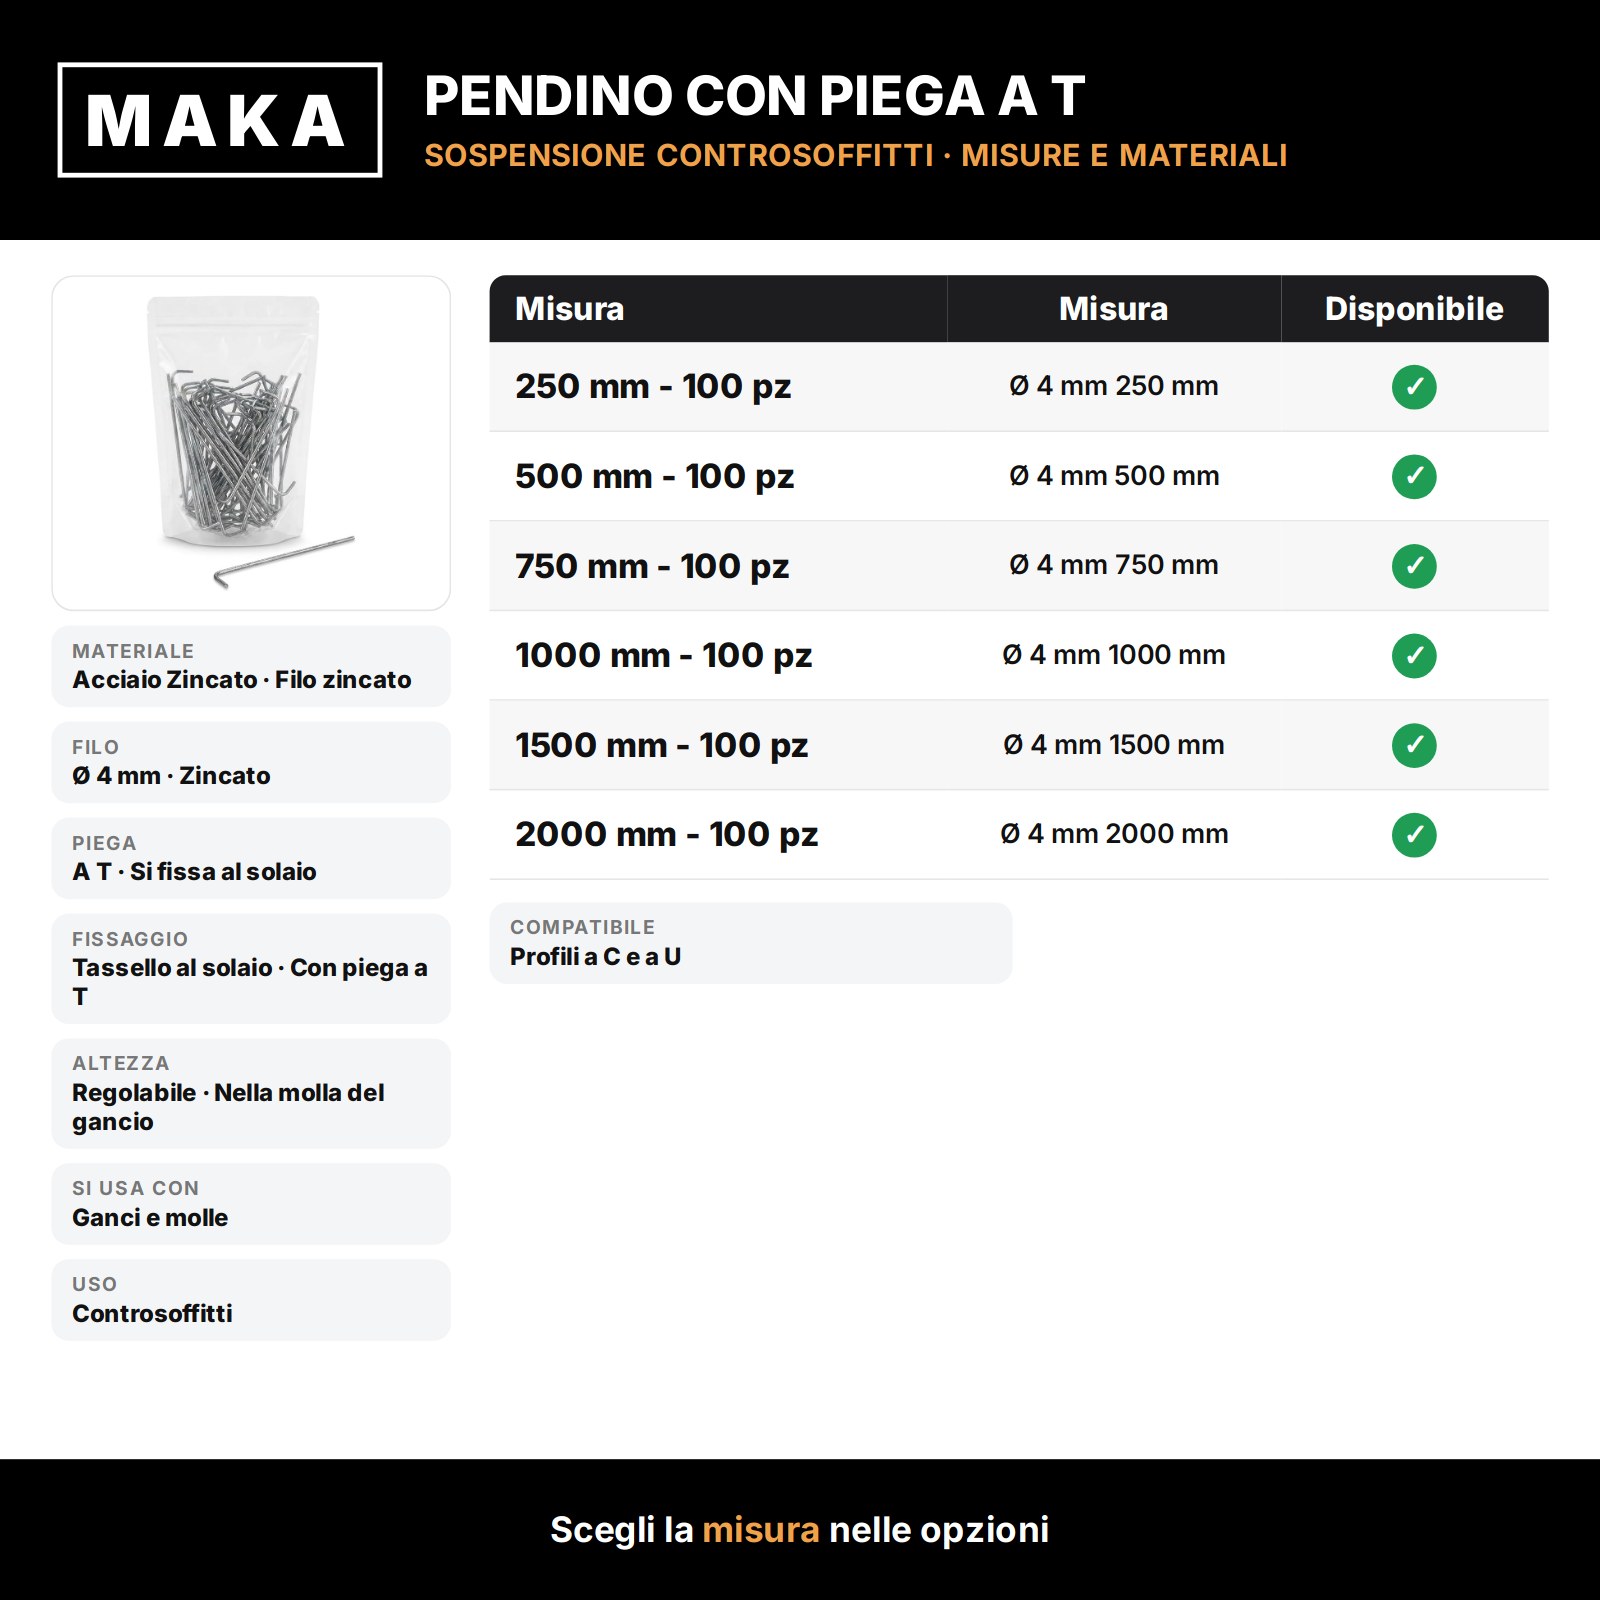 MAKA
PENDINO CON PIEGA A T
SOSPENSIONE CONTROSOFFITTI · MISURE E MATERIALI
MATERIALE
Acciaio Zincato · Filo zincato
FILO
Ø 4 mm · Zincato
PIEGA
A T · Si fissa al solaio
FISSAGGIO
Tassello al solaio · Con piega a
T
ALTEZZA
Regolabile · Nella molla del
gancio
SI USA CON
Ganci e molle
USO
Controsoffitti
Misura Misura Disponibile
250 mm - 100 pz Ø 4 mm 250 mm ✓
500 mm - 100 pz Ø 4 mm 500 mm ✓
750 mm - 100 pz Ø 4 mm 750 mm ✓
1000 mm - 100 pz Ø 4 mm 1000 mm ✓
1500 mm - 100 pz Ø 4 mm 1500 mm ✓
2000 mm - 100 pz Ø 4 mm 2000 mm ✓
COMPATIBILE
Profili a C e a U
Scegli la misura nelle opzioni